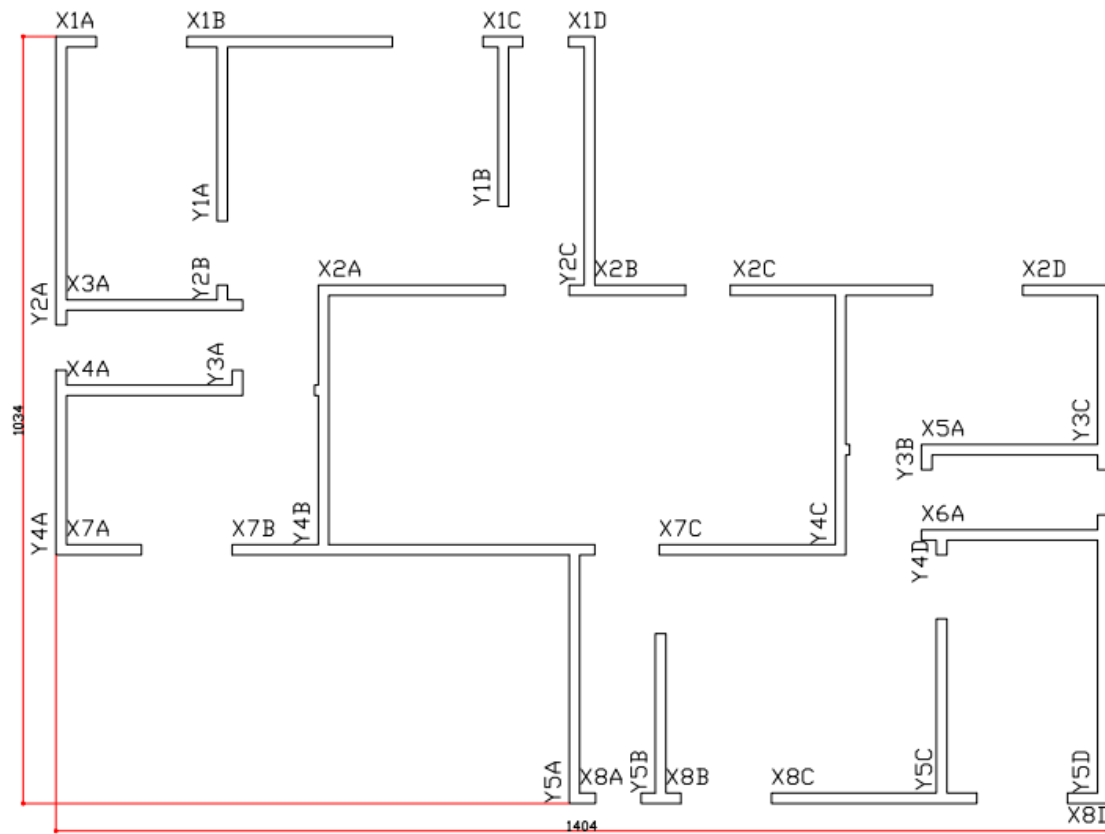 X1A X1B X1C X1D
Y1A Y1B
Y2A X3A Y2B X2A Y2C X2B X2C X2D
X4A Y3A
1034
Y3B X5A Y3C
Y4A X7A X7B Y4B X7C Y4C X6A
Y4D
Y5A X8A Y5B X8B X8C Y5C Y5D
X8D
1404